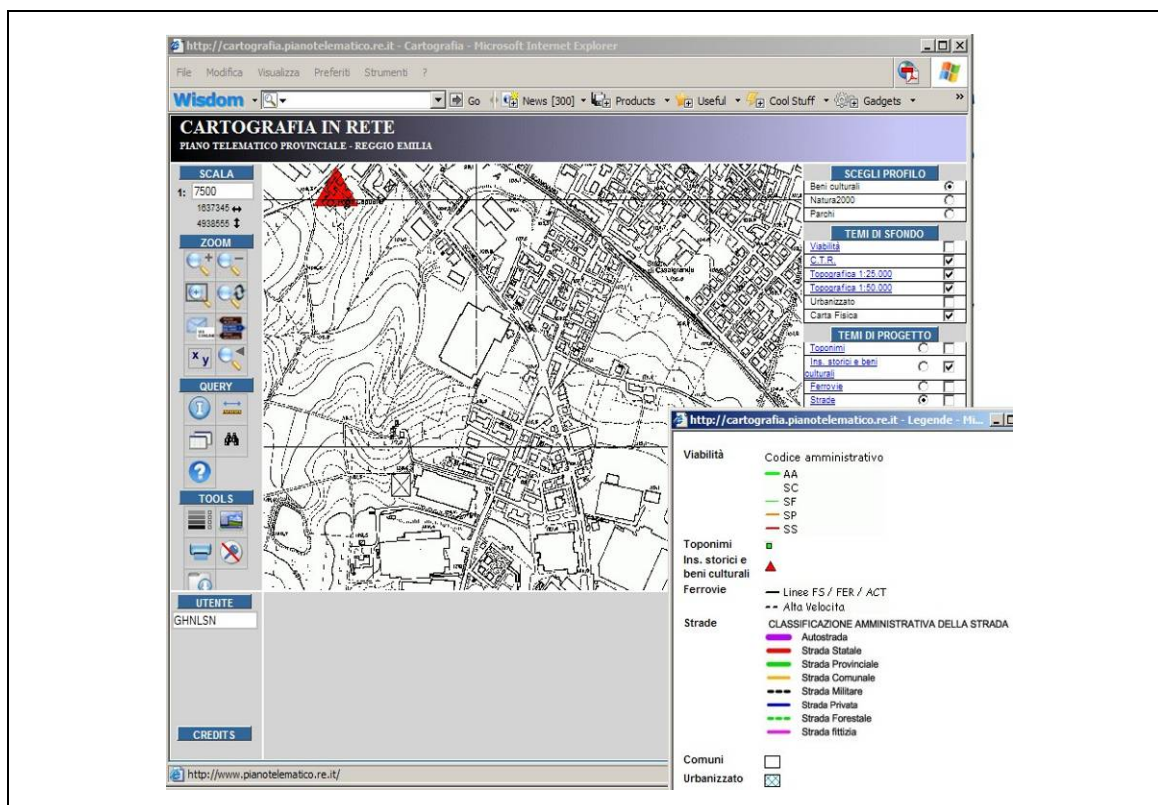 http://cartografia.pianotelematico.re.it - Cartografia - Microsoft Internet Explorer
File Modifica Visualizza Preferiti Strumenti ?
Wisdom Go News [300] Products Useful Cool Stuff Gadgets »
CARTOGRAFIA IN RETE
PIANO TELEMATICO PROVINCIALE - REGGIO EMILIA
SCALA
1: 7500
1637345
4938555
ZOOM
x y
QUERY
TOOLS
UTENTE
GHNLSN
CREDITS
Casalgrande
SCEGLI PROFILO
Beni culturali
Natura2000
Parchi
TEMI DI SFONDO
Viabilità
C.T.R.
Topografica 1:25.000
Topografica 1:50.000
Urbanizzato
Carta Fisica
TEMI DI PROGETTO
Toponimi
Ins. storici e beni
culturali
Ferrovie
Strade
http://cartografia.pianotelematico.re.it - Legende - Mi...
Viabilità Codice amministrativo
AA
SC
SF
SP
SS
Toponimi
Ins. storici e
beni culturali
Ferrovie Linee FS / FER / ACT
Alta Velocita
Strade CLASSIFICAZIONE AMMINISTRATIVA DELLA STRADA
Autostrada
Strada Statale
Strada Provinciale
Strada Comunale
Strada Militare
Strada Privata
Strada Forestale
Strada fittizia
Comuni
Urbanizzato
http://www.pianotelematico.re.it/